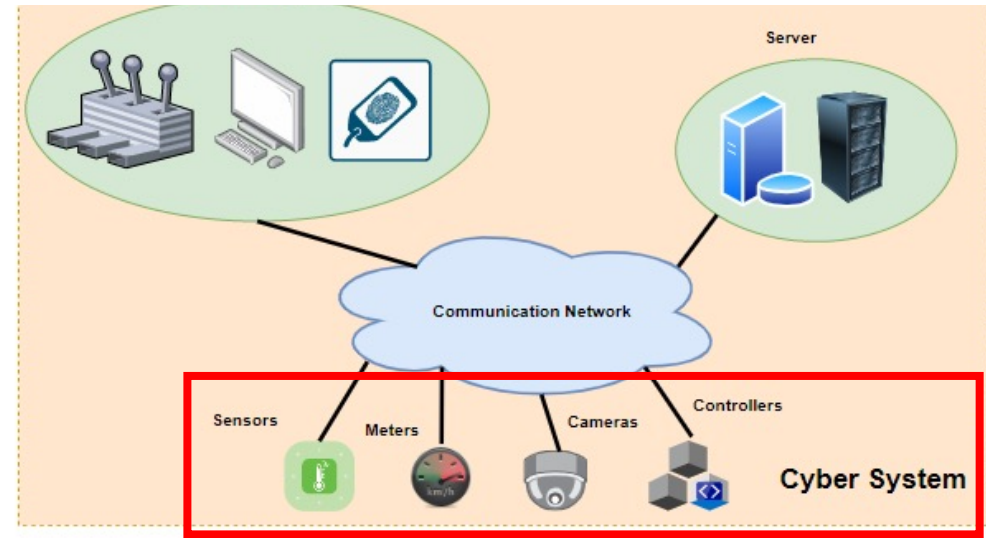 Server
Communication Network
Sensors
Meters
Cameras
Controllers
km/h
Cyber System